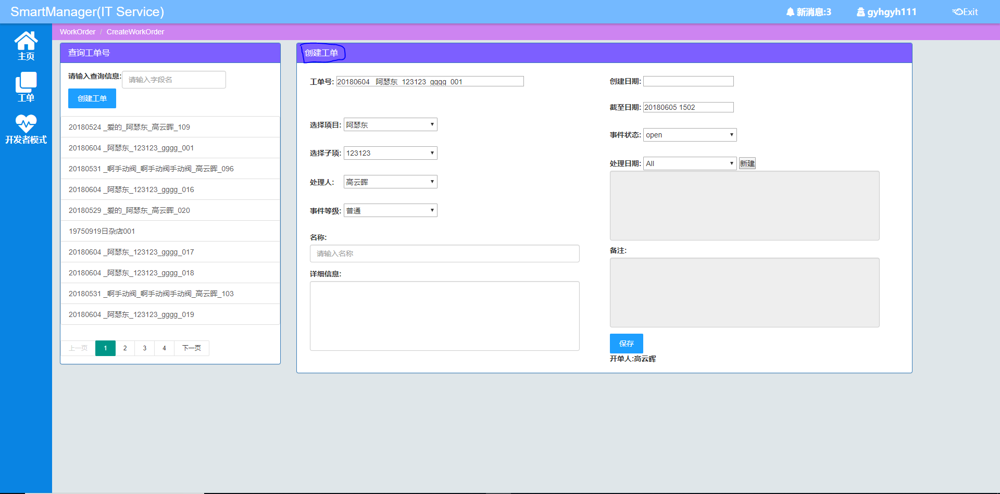 SmartManager(IT Service)
新消息:3
gyhgyh111
Exit
主页
工单
开发者模式
WorkOrder / CreateWorkOrder
查询工单号
请输入查询信息:
请输入字段名
创建工单
20180524 _爱的_阿瑟东_高云晖_109
20180604 _阿瑟东_123123_gggg_001
20180531 _啊手动阀_啊手动阀手动阀_高云晖_096
20180604 _阿瑟东_123123_gggg_016
20180529 _爱的_阿瑟东_高云晖_020
19750919日杂店001
20180604 _阿瑟东_123123_gggg_017
20180604 _阿瑟东_123123_gggg_018
20180531 _啊手动阀_啊手动阀手动阀_高云晖_103
20180604 _阿瑟东_123123_gggg_019
上一页 1 2 3 4 下一页
创建工单
工单号: 20180604 _阿瑟东_123123_gggg_001
选择项目: 阿瑟东
选择子项: 123123
处理人: 高云晖
事件等级: 普通
名称:
请输入名称
详细信息:
创建日期:
截至日期: 20180605 1502
事件状态: open
处理日期: All 新建
备注:
保存
开单人:高云晖